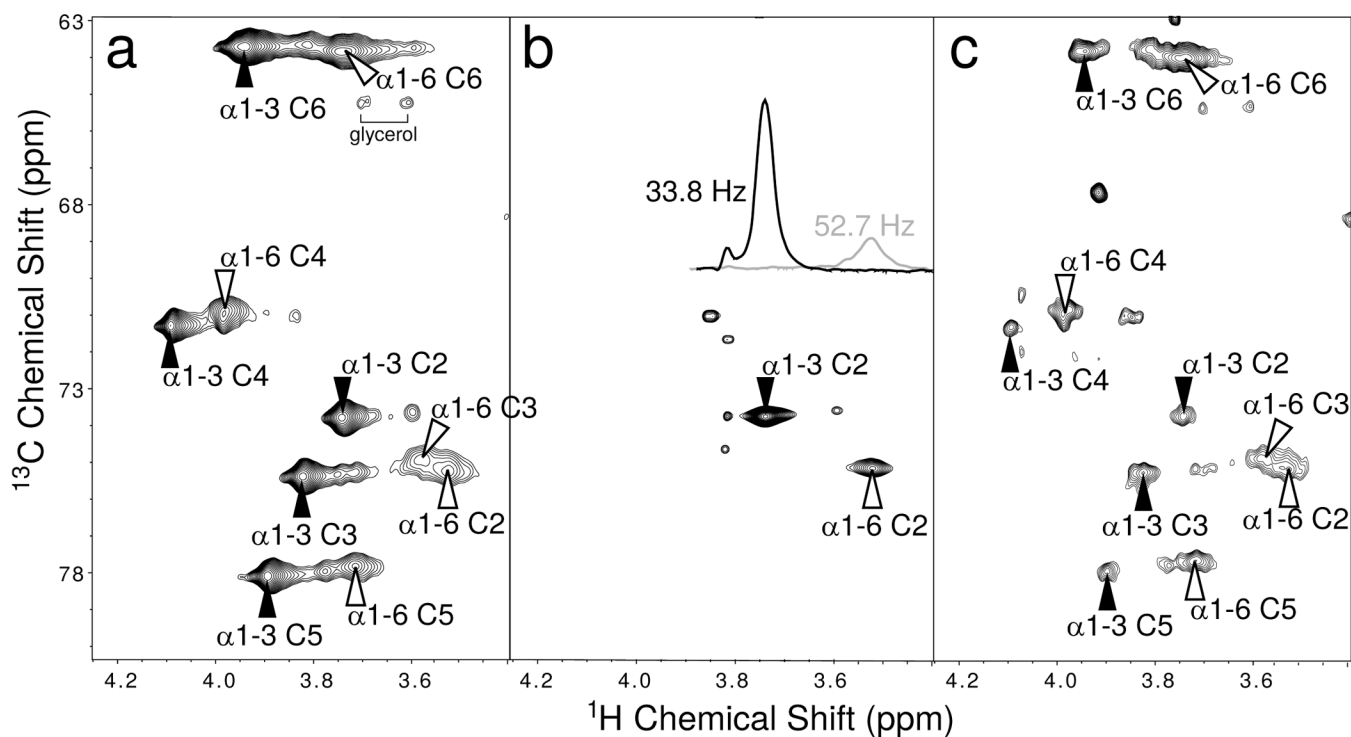 63
68
73
78
13C Chemical Shift (ppm)
a
α1-3 C6
α1-6 C6
glycerol
α1-6 C4
α1-3 C4
α1-3 C2
α1-6 C3
α1-3 C3
α1-6 C2
α1-3 C5
α1-6 C5
4.2
4.0
3.8
3.6
b
33.8 Hz
52.7 Hz
α1-3 C2
α1-6 C2
4.0
3.8
3.6
c
α1-3 C6
α1-6 C6
α1-6 C4
α1-3 C4
α1-3 C2
α1-6 C3
α1-3 C3
α1-6 C2
α1-3 C5
α1-6 C5
4.2
4.0
3.8
3.6
1H Chemical Shift (ppm)